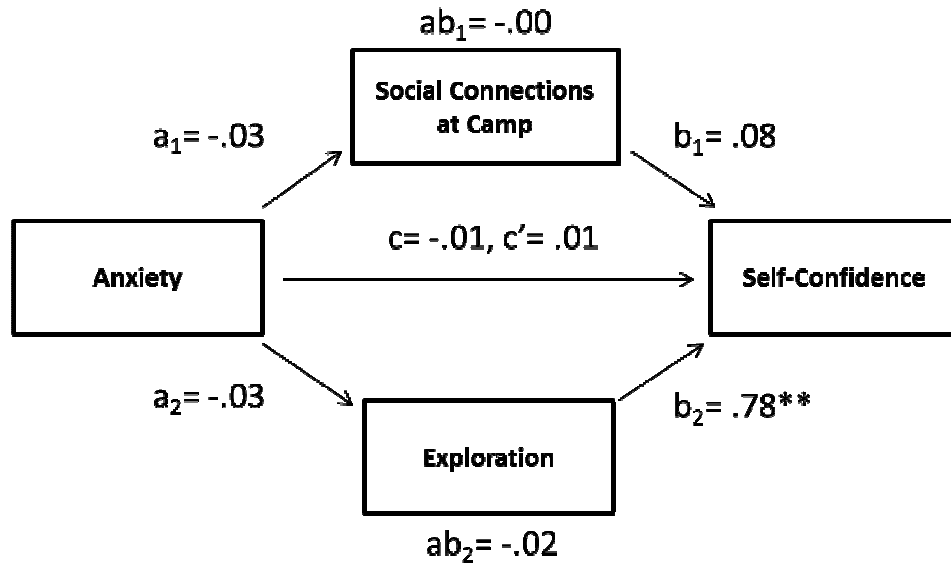 ab₁= -.00
Social Connections
at Camp
a₁= -.03
b₁= .08
c= -.01, c’= .01
Anxiety
Self-Confidence
a₂= -.03
b₂= .78**
Exploration
ab₂= -.02